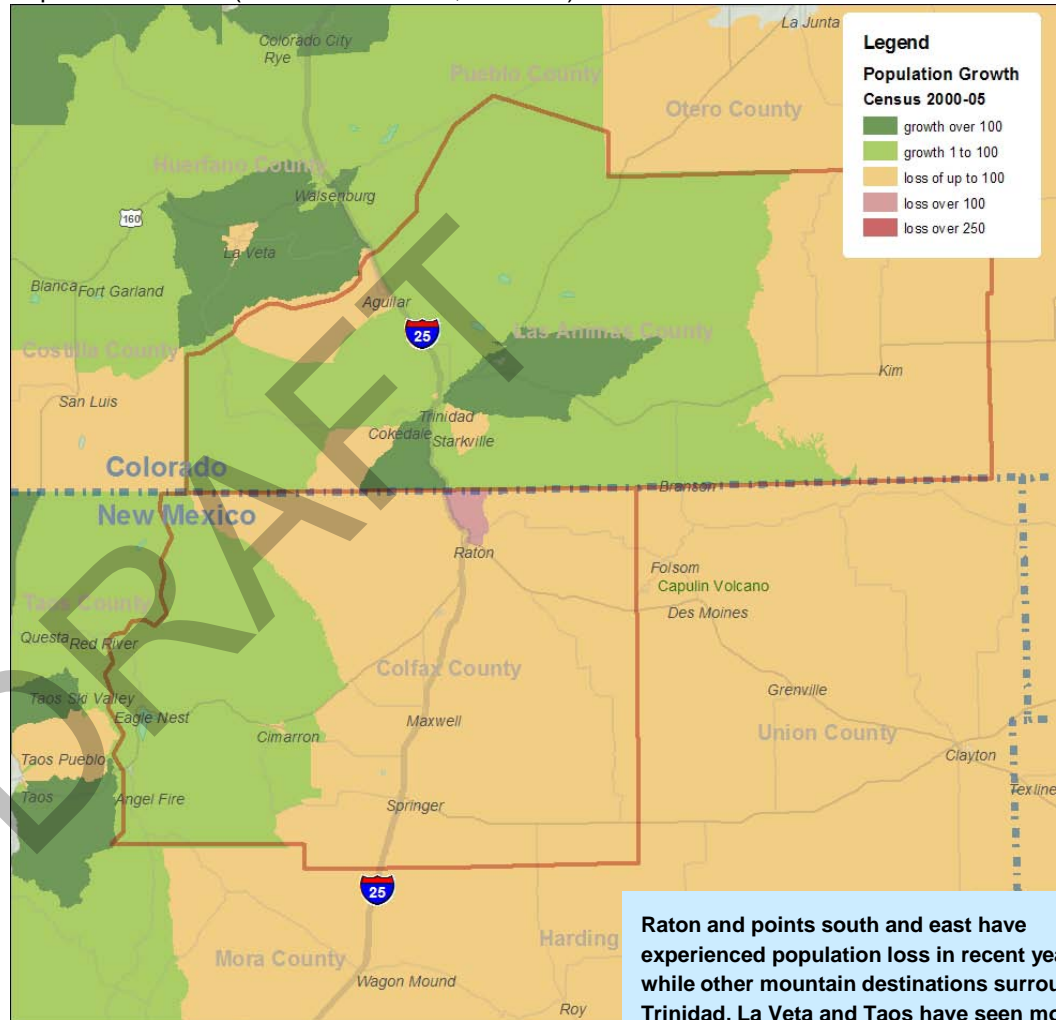 La Junta
Legend
Population Growth
Census 2000-05
growth over 100
growth 1 to 100
loss of up to 100
loss over 100
loss over 250
Colorado City
Rye
Pueblo County
Otero County
Huerfano County
Walsenburg
160
La Veta
Blanca
Fort Garland
Aguilar
25
Las Animas County
Costilla County
Kim
San Luis
Trinidad
Cokedale
Starkville
Colorado
Branson
New Mexico
Raton
Folsom
Capulin Volcano
Des Moines
Taos County
Questa
Red River
Colfax County
Grenville
Taos Ski Valley
Eagle Nest
Maxwell
Cimarron
Union County
Clayton
Taos Pueblo
Taos
Angel Fire
Springer
Texline
25
Harding
Mora County
Wagon Mound
Roy
DRAFT
Raton and points south and east have
experienced population loss in recent
while other mountain destinations
Trinidad, La Veta and Taos have seen